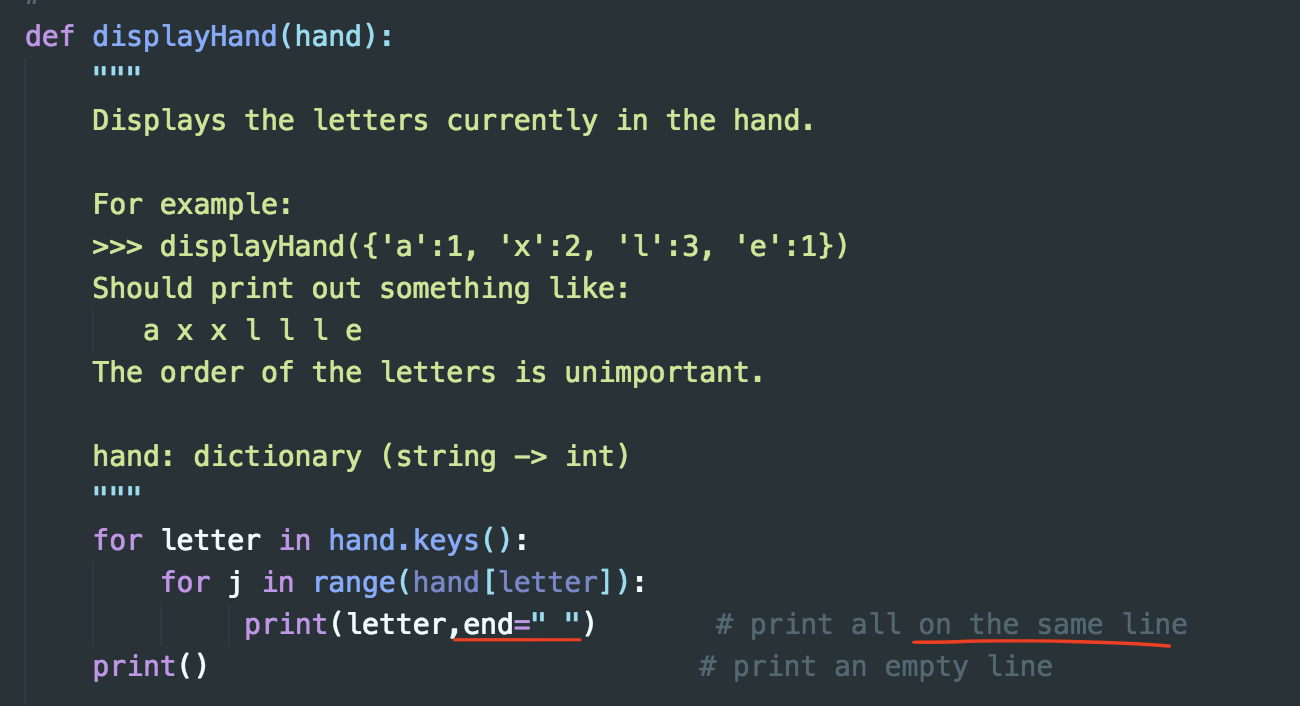 #
def displayHand(hand):
    """
    Displays the letters currently in the hand.

    For example:
    >>> displayHand({'a':1, 'x':2, 'l':3, 'e':1})
    Should print out something like:
       a x x l l l e
    The order of the letters is unimportant.

    hand: dictionary (string -> int)
    """
    for letter in hand.keys():
        for j in range(hand[letter]):
             print(letter,end=" ")       # print all on the same line
    print()                             # print an empty line